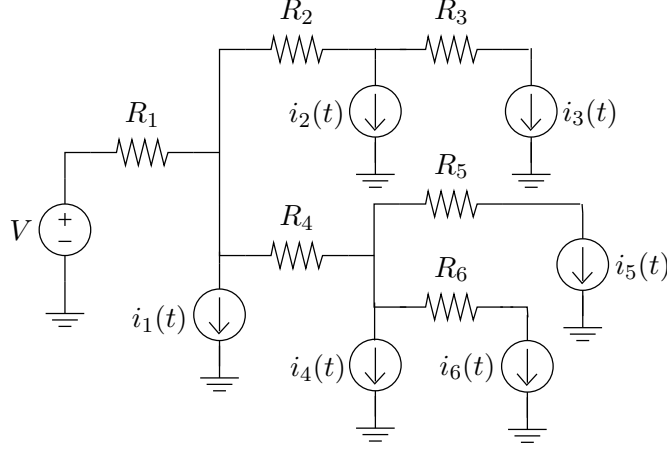 R₂
R₃
R₁
i₂(t)
i₃(t)
R₅
V
+
−
R₄
i₅(t)
R₆
i₁(t)
i₄(t)
i₆(t)